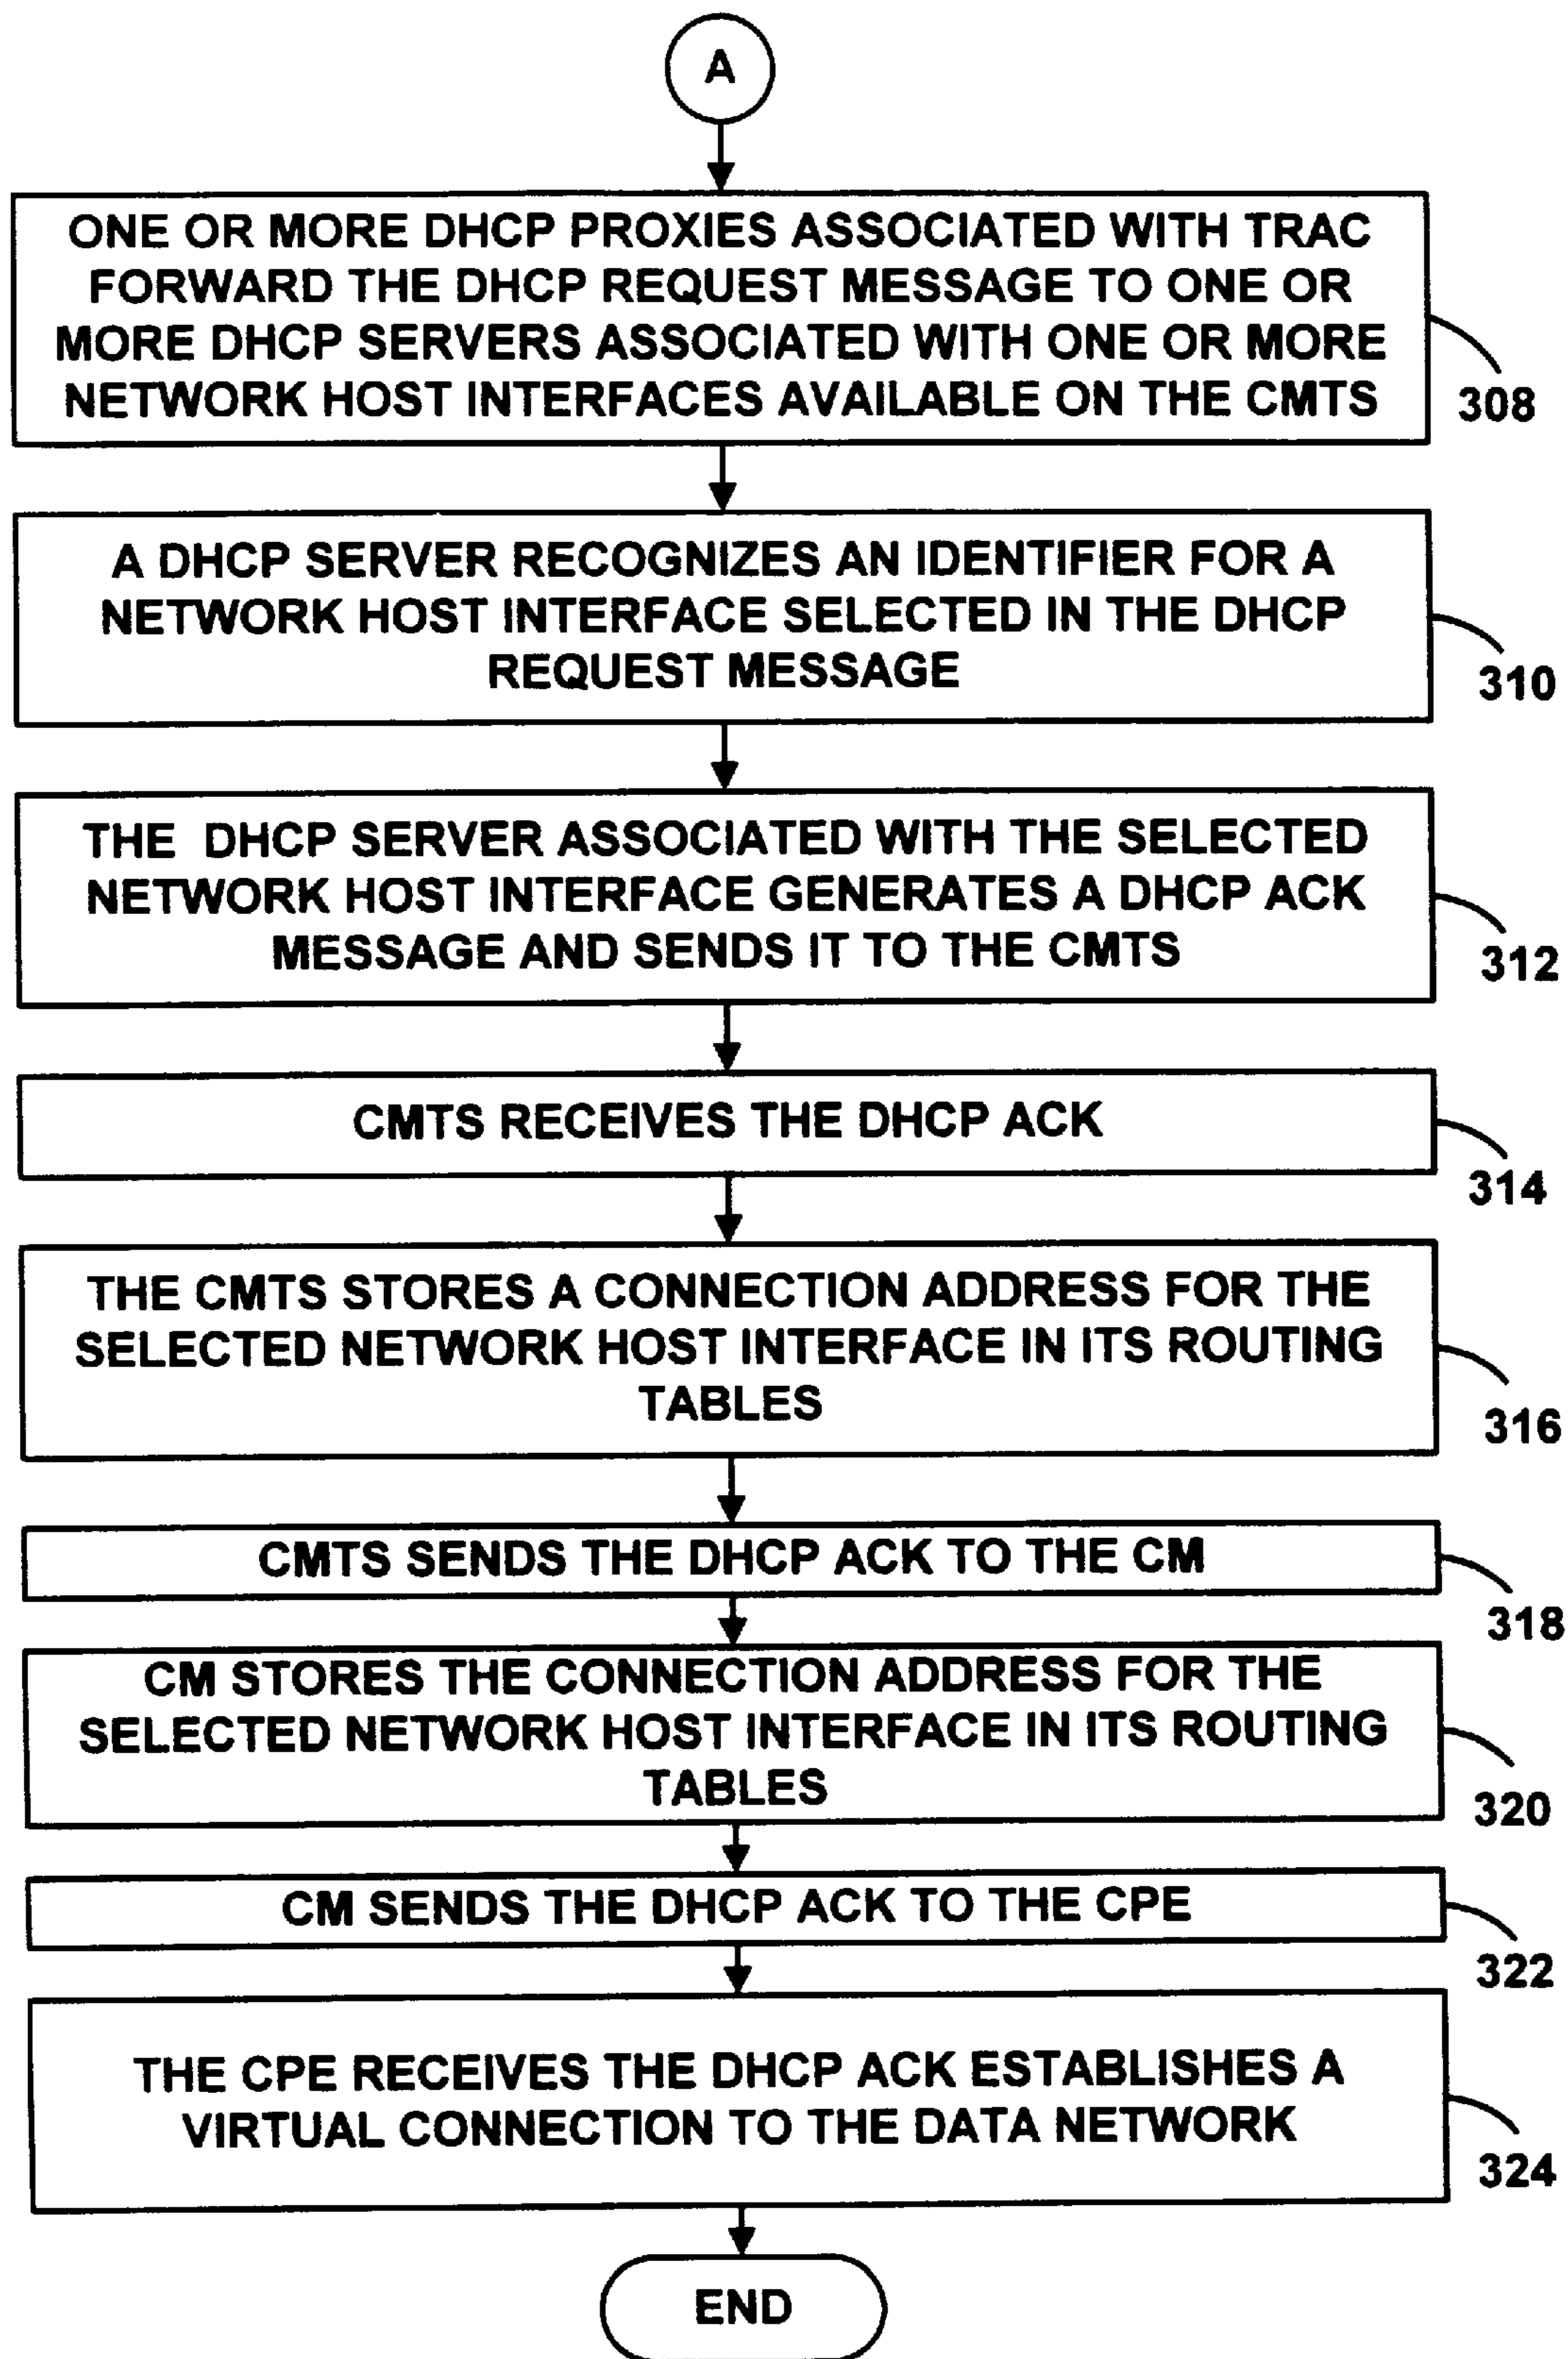 A
ONE OR MORE DHCP PROXIES ASSOCIATED WITH TRAC
FORWARD THE DHCP REQUEST MESSAGE TO ONE OR
MORE DHCP SERVERS ASSOCIATED WITH ONE OR MORE
NETWORK HOST INTERFACES AVAILABLE ON THE CMTS
308
A DHCP SERVER RECOGNIZES AN IDENTIFIER FOR A
NETWORK HOST INTERFACE SELECTED IN THE DHCP
REQUEST MESSAGE
310
THE DHCP SERVER ASSOCIATED WITH THE SELECTED
NETWORK HOST INTERFACE GENERATES A DHCP ACK
MESSAGE AND SENDS IT TO THE CMTS
312
CMTS RECEIVES THE DHCP ACK
314
THE CMTS STORES A CONNECTION ADDRESS FOR THE
SELECTED NETWORK HOST INTERFACE IN ITS ROUTING
TABLES
316
CMTS SENDS THE DHCP ACK TO THE CM
318
CM STORES THE CONNECTION ADDRESS FOR THE
SELECTED NETWORK HOST INTERFACE IN ITS ROUTING
TABLES
320
CM SENDS THE DHCP ACK TO THE CPE
322
THE CPE RECEIVES THE DHCP ACK ESTABLISHES A
VIRTUAL CONNECTION TO THE DATA NETWORK
324
END